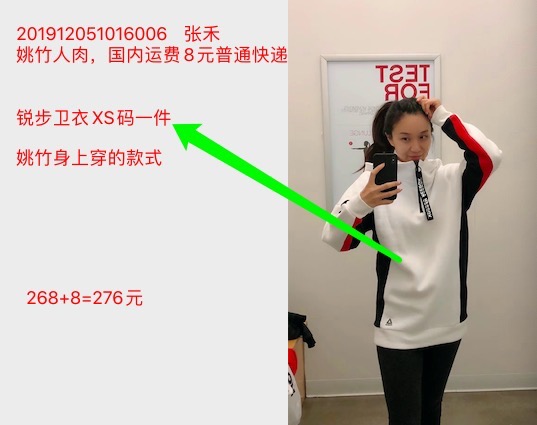 201912051016006 张禾
姚竹人肉，国内运费8元普通快递
锐步卫衣XS码一件
姚竹身上穿的款式
268+8=276元
TEST
FOR